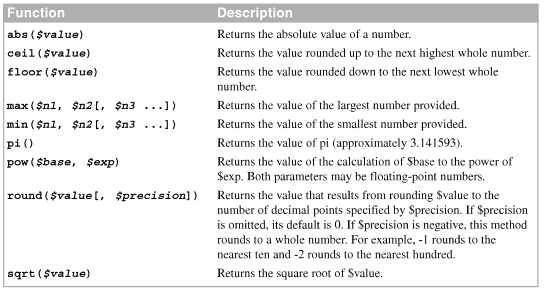 Function Description
abs($value) Returns the absolute value of a number.
ceil($value) Returns the value rounded up to the next highest whole number.
floor($value) Returns the value rounded down to the next lowest whole
number.
max($n1, $n2[, $n3 ...]) Returns the value of the largest number provided.
min($n1, $n2[, $n3 ...]) Returns the value of the smallest number provided.
pi() Returns the value of pi (approximately 3.141593).
pow($base, $exp) Returns the value of the calculation of $base to the power of
$exp. Both parameters may be floating-point numbers.
round($value[, $precision]) Returns the value that results from rounding $value to the
number of decimal points specified by $precision. If $precision
is omitted, its default is 0. If $precision is negative, this method
rounds to a whole number. For example, -1 rounds to the
nearest ten and -2 rounds to the nearest hundred.
sqrt($value) Returns the square root of $value.